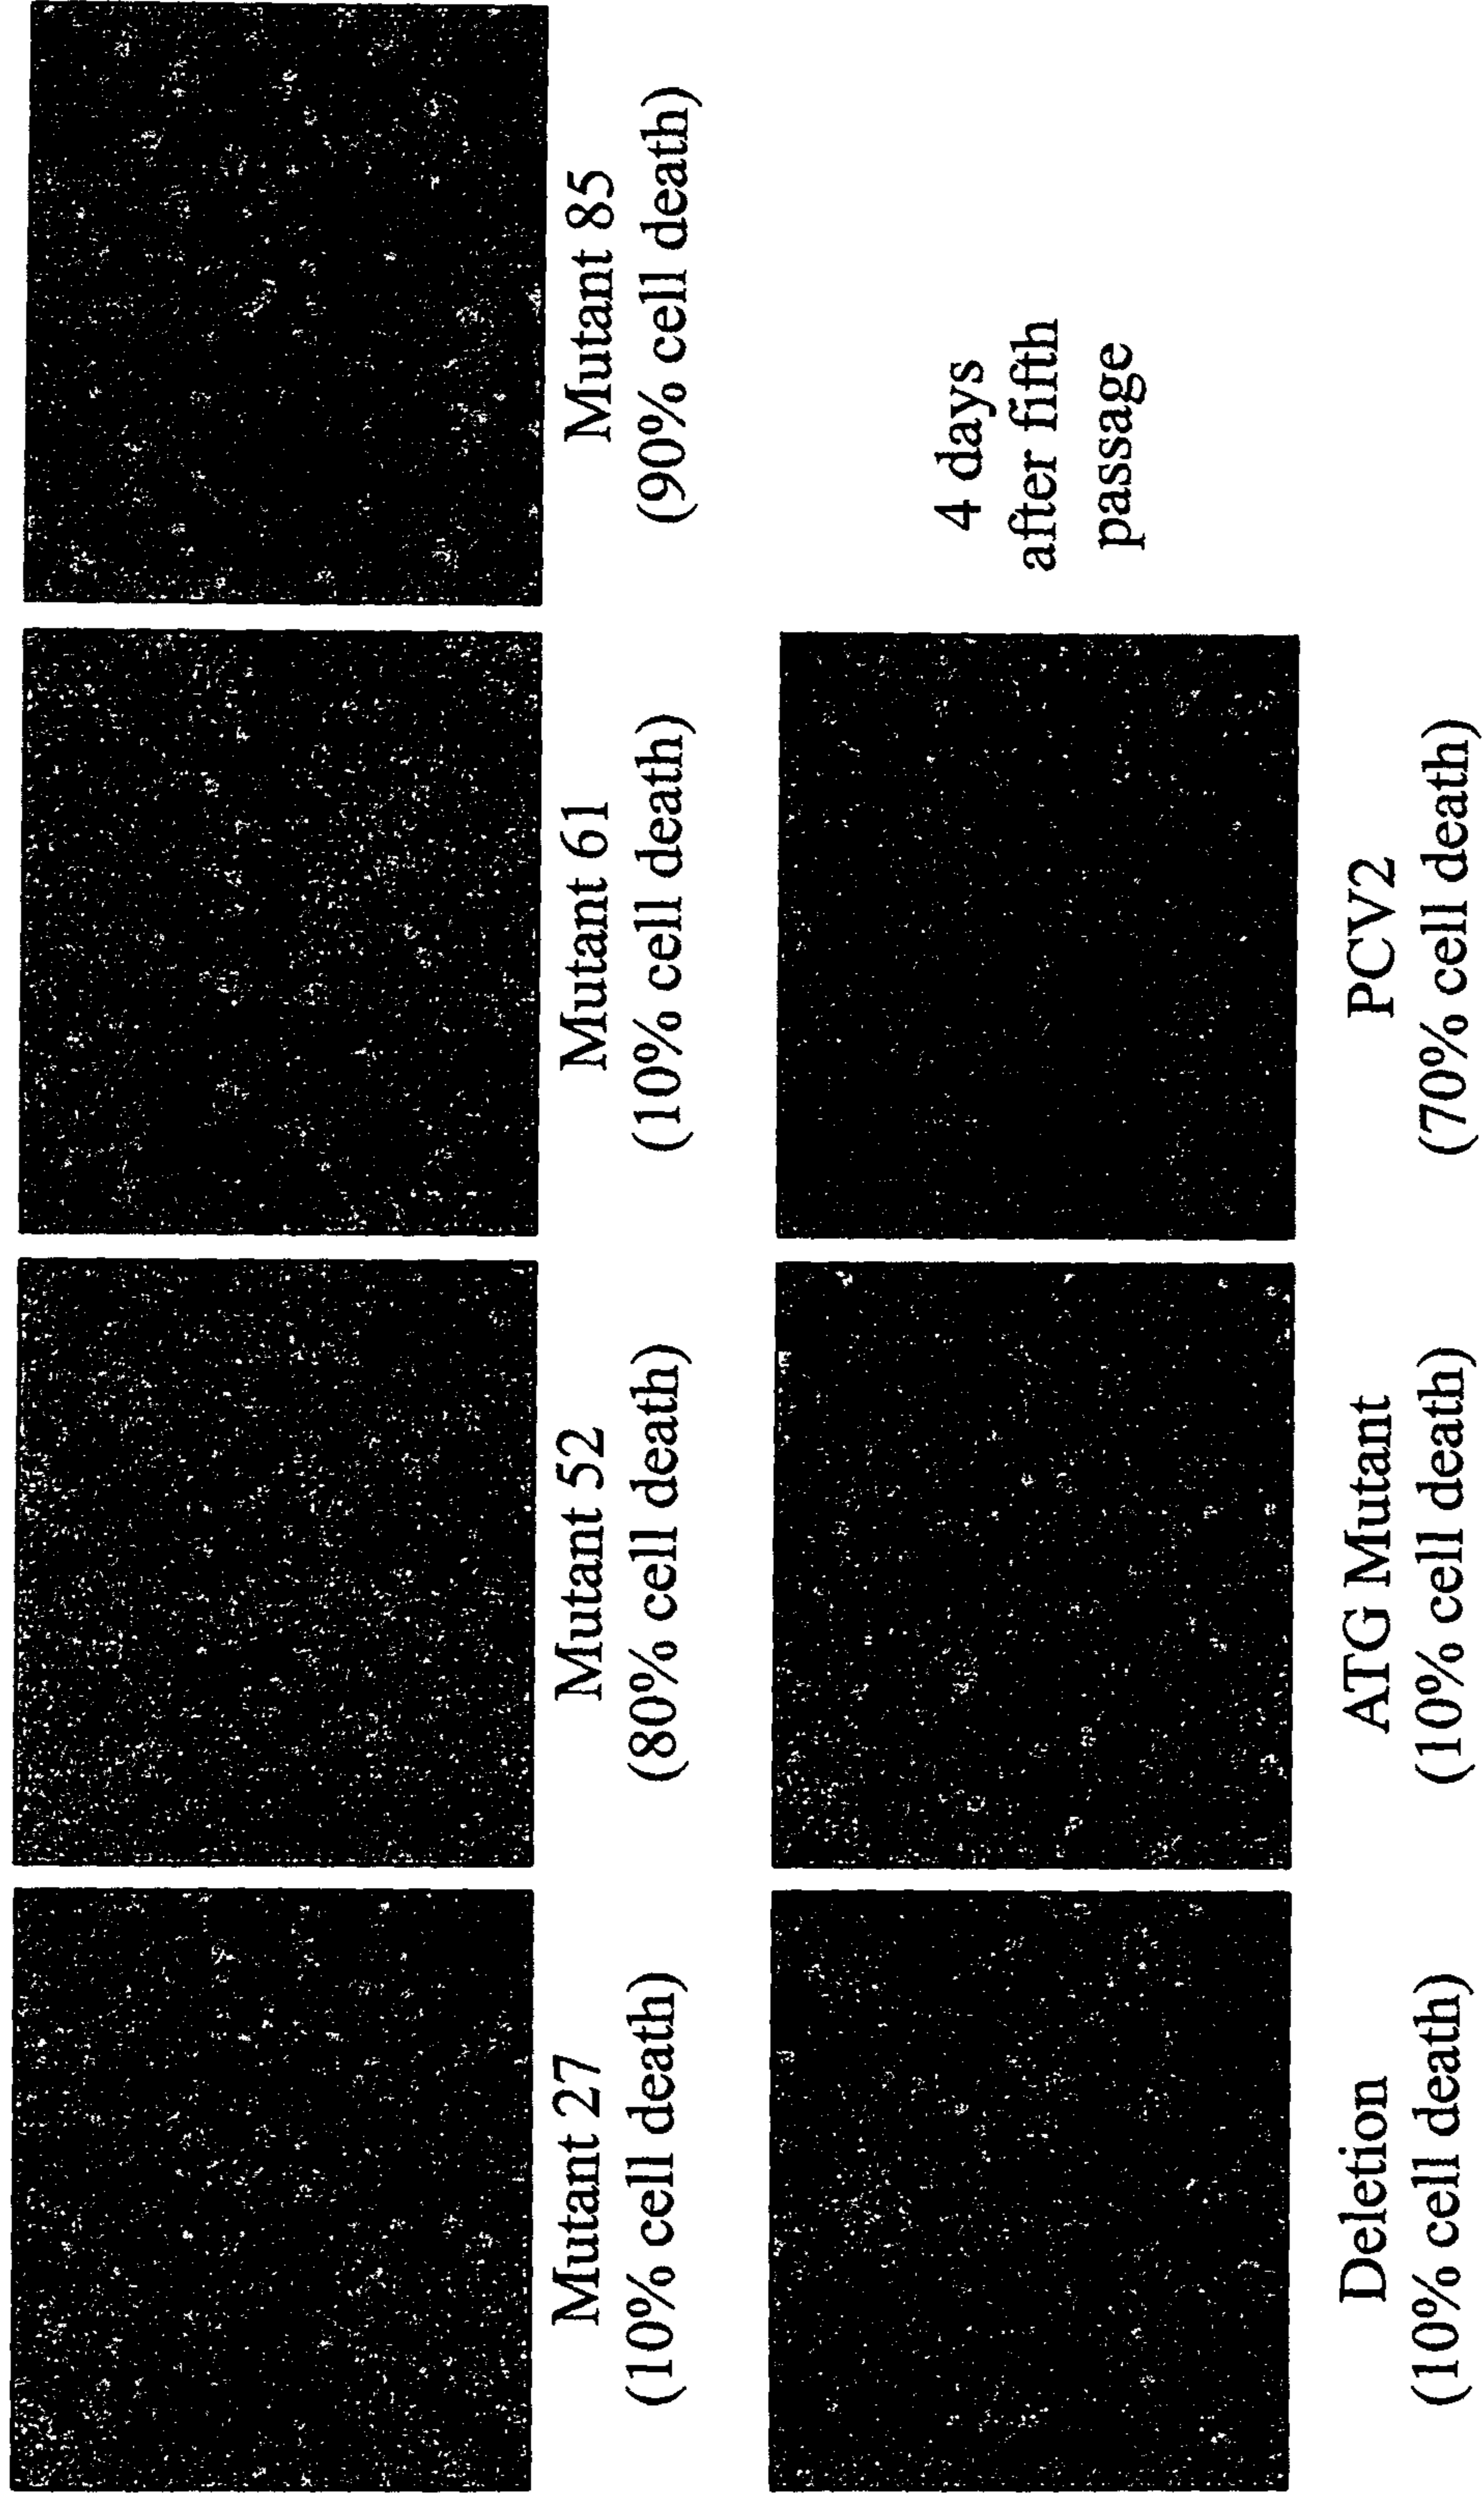 Mutant 27
(10% cell death)
Mutant 52
(80% cell death)
Mutant 61
(10% cell death)
Mutant 85
(90% cell death)
Deletion
(10% cell death)
ATG Mutant
(10% cell death)
PCV2
(70% cell death)
4 days
after fifth
passage